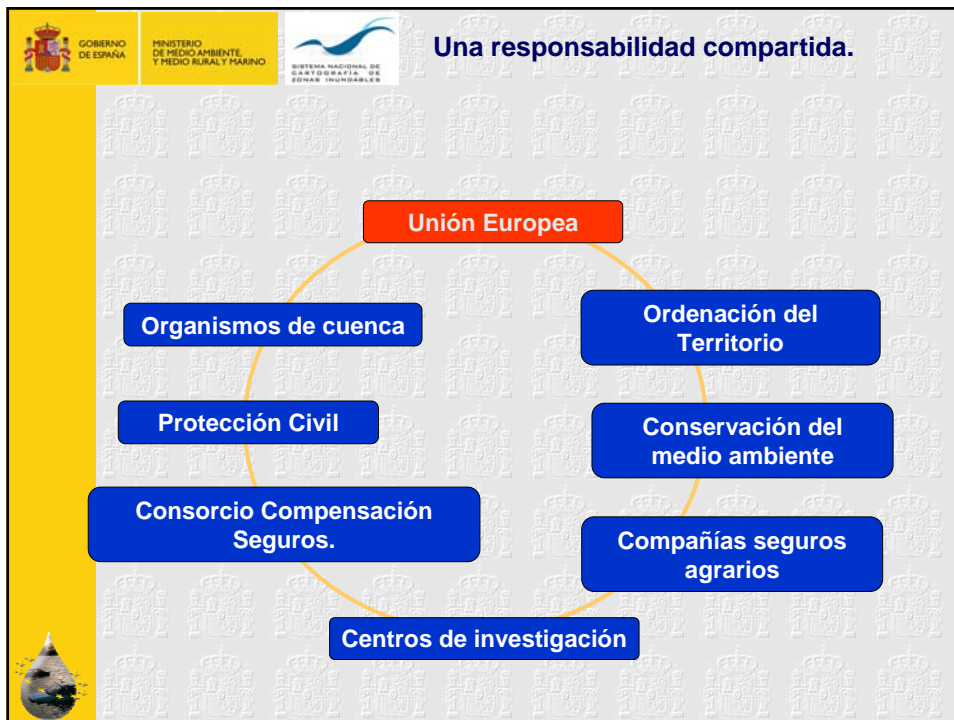 GOBIERNO
DE ESPAÑA
MINISTERIO
DE MEDIO AMBIENTE,
Y MEDIO RURAL Y MARINO
SISTEMA NACIONAL DE
CARTOGRAFÍA DE
ZONAS INUNDABLES
Una responsabilidad compartida.
Unión Europea
Organismos de cuenca
Ordenación del
Territorio
Protección Civil
Conservación del
medio ambiente
Consorcio Compensación
Seguros.
Compañías seguros
agrarios
Centros de investigación